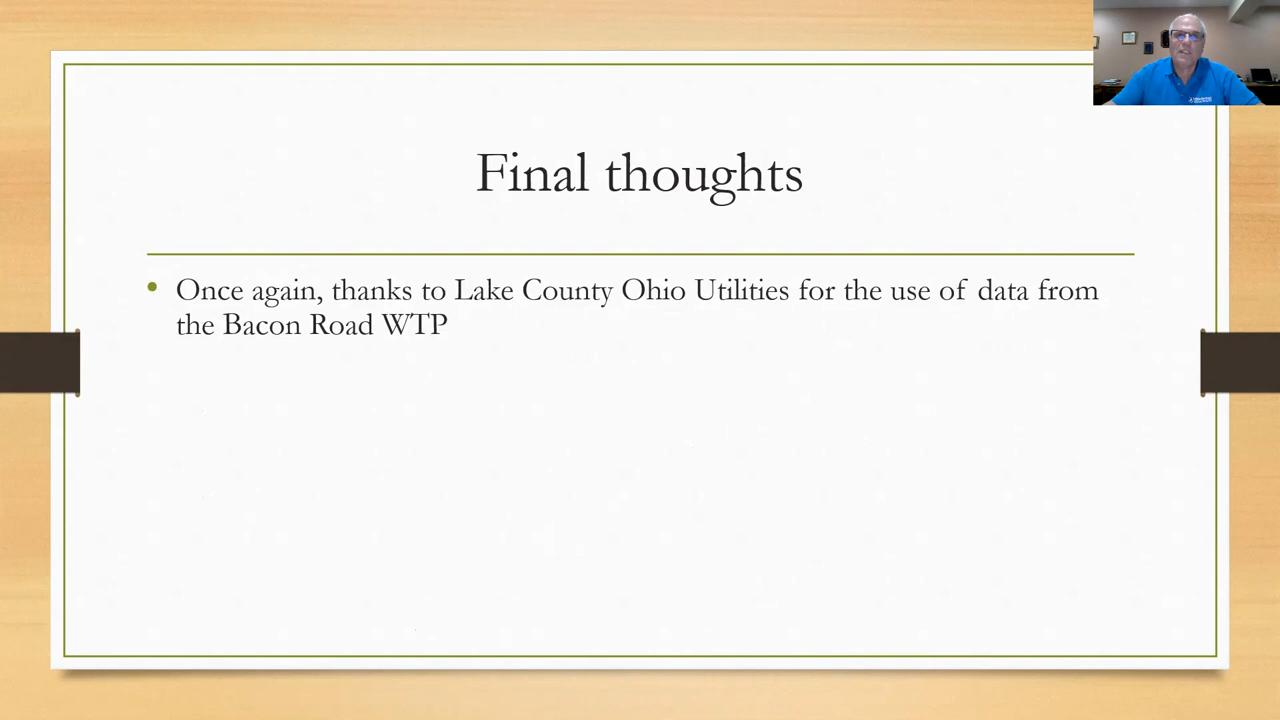 Final thoughts
• Once again, thanks to Lake County Ohio Utilities for the use of data from
the Bacon Road WTP